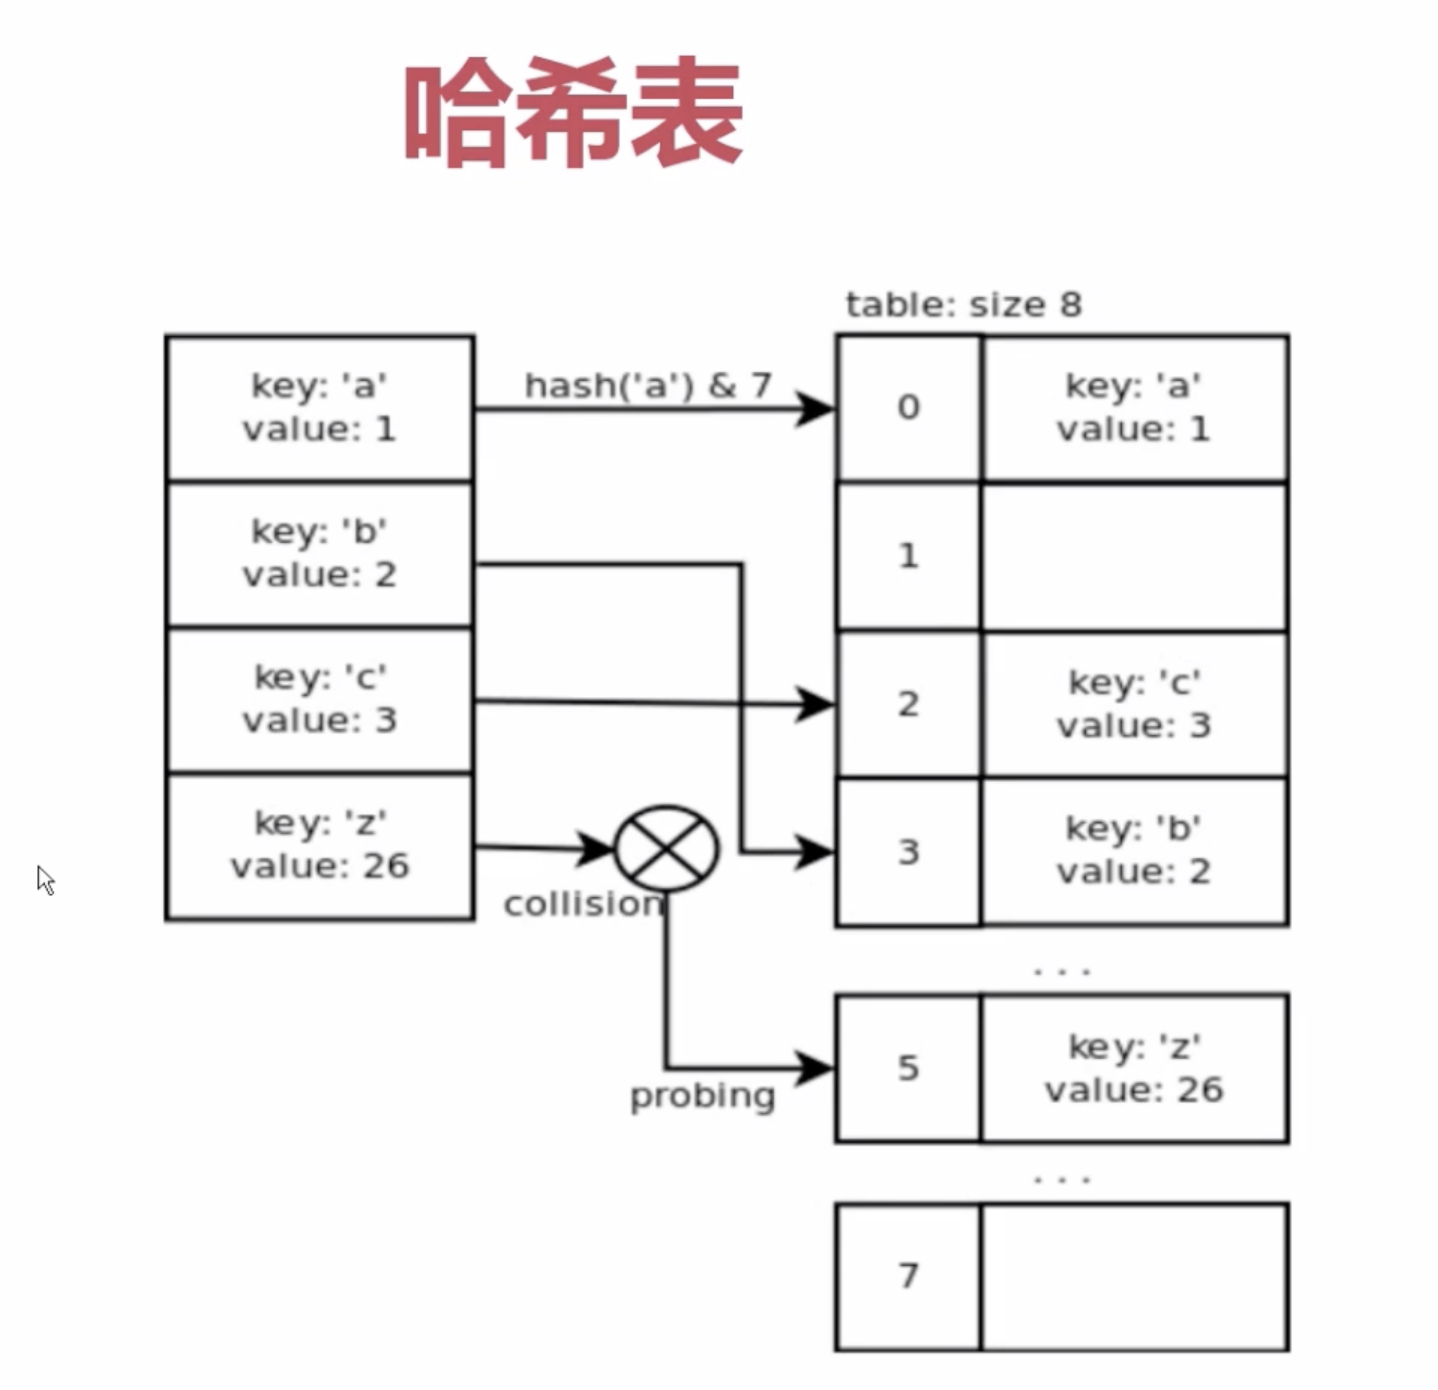 哈希表
table: size 8
key: 'a'
value: 1
hash('a') & 7
0
key: 'a'
value: 1
key: 'b'
value: 2
1
key: 'c'
value: 3
2
key: 'c'
value: 3
key: 'z'
value: 26
collision
3
key: 'b'
value: 2
. . .
probing
5
key: 'z'
value: 26
. . .
7